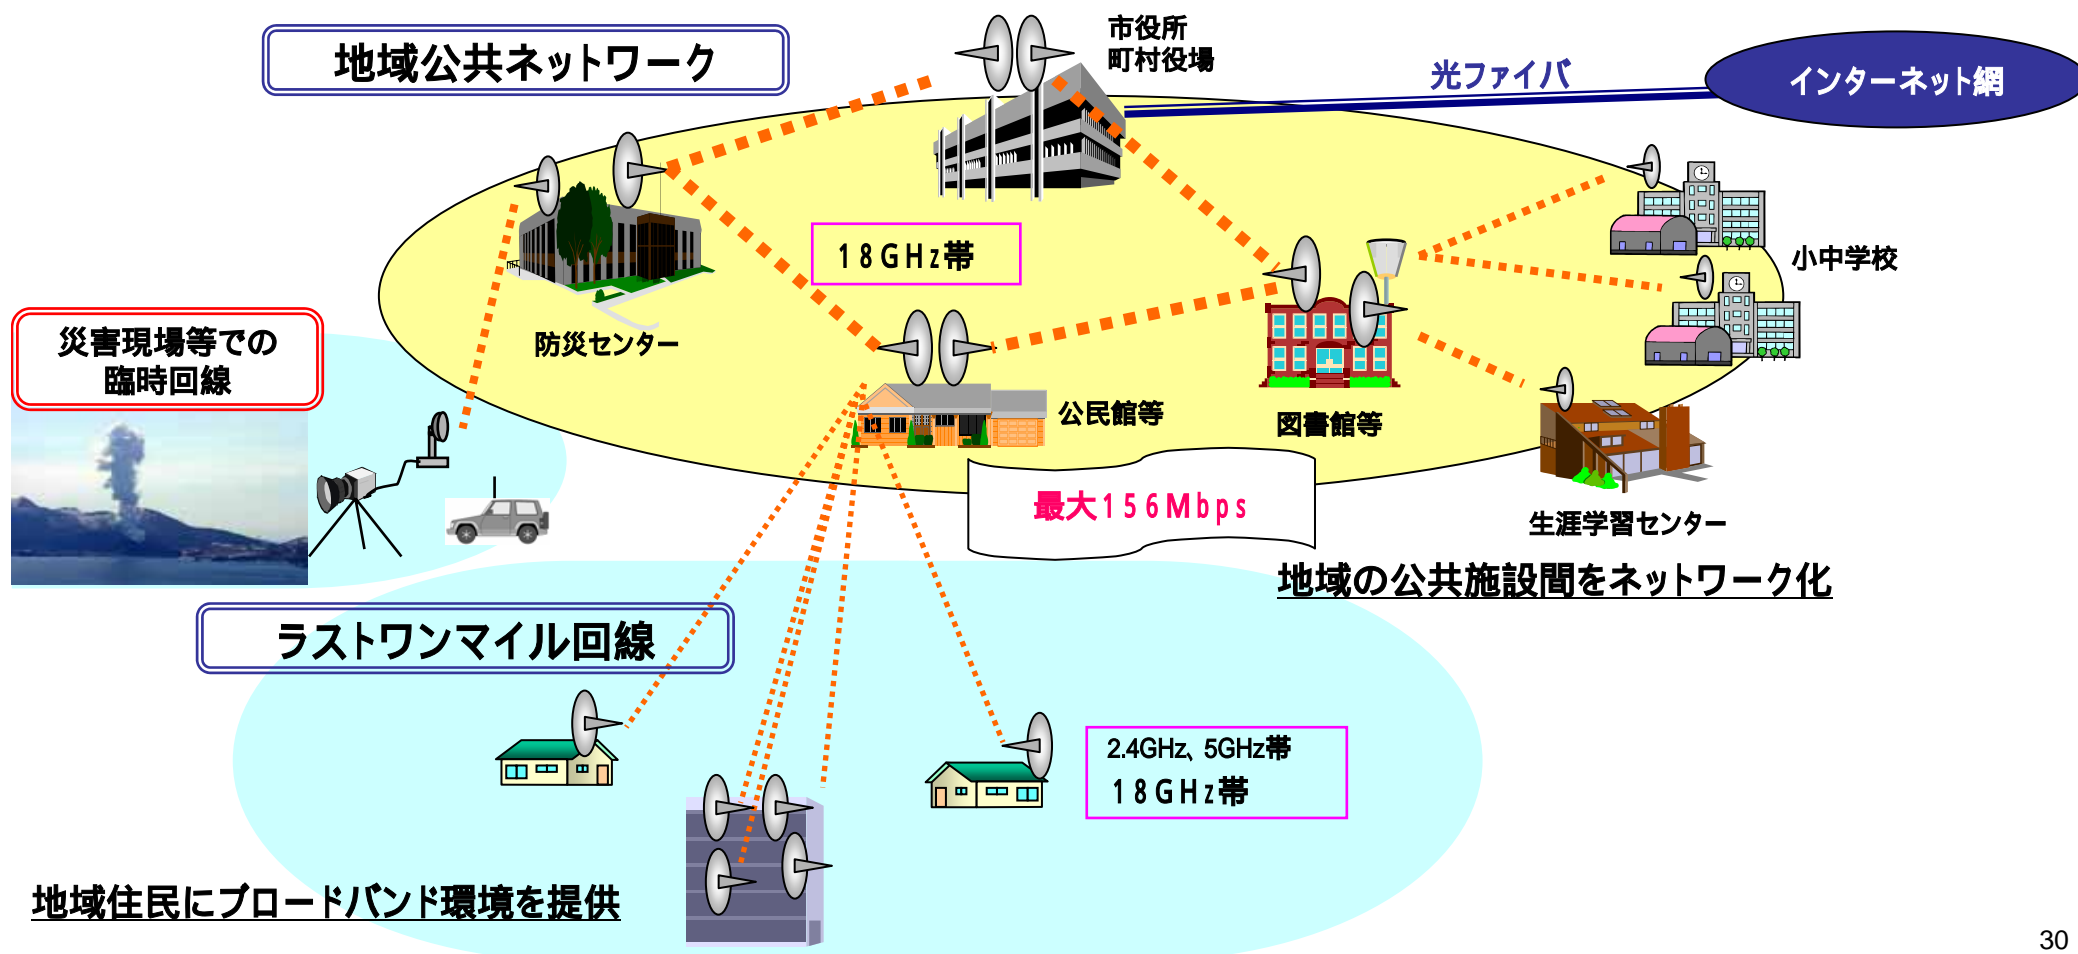 地域公共ネットワーク
市役所
町村役場
光ファイバ
インターネット網
18GHz帯
小中学校
防災センター
災害現場等での
臨時回線
公民館等
図書館等
最大156Mbps
生涯学習センター
地域の公共施設間をネットワーク化
ラストワンマイル回線
2.4GHz、5GHz帯
18GHz帯
地域住民にブロードバンド環境を提供
30